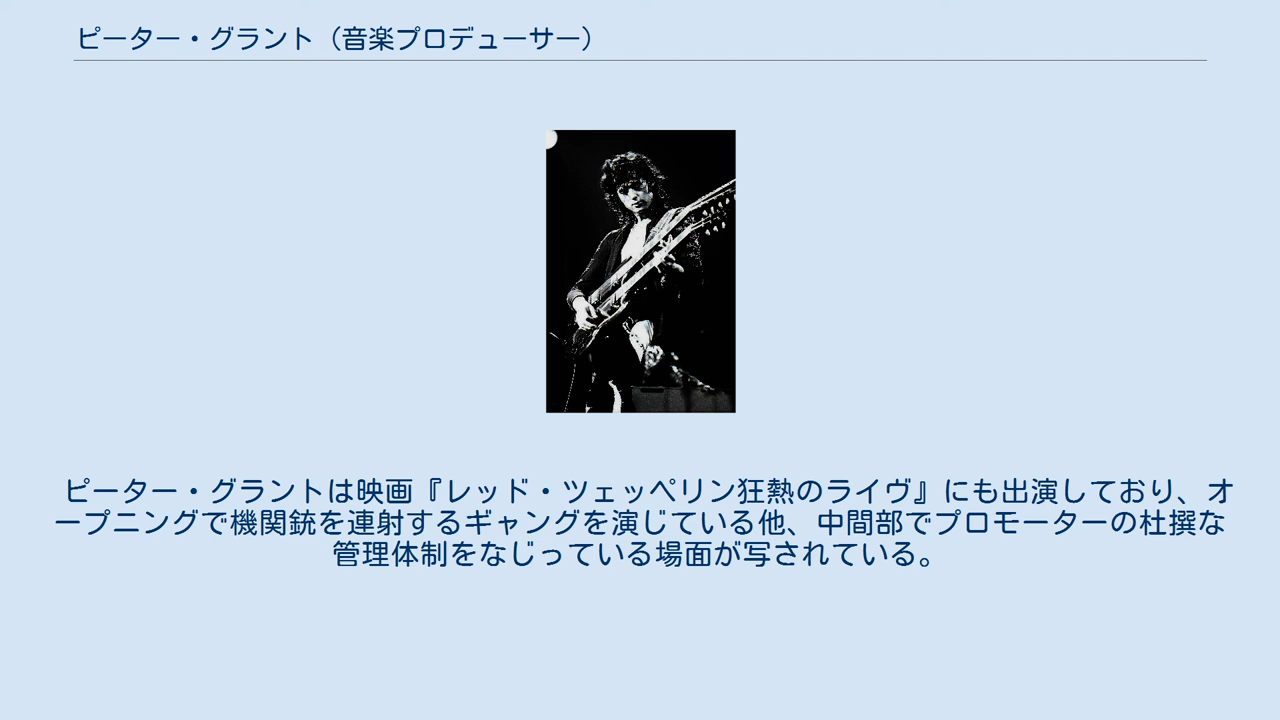 ピーター・グラント（音楽プロデューサー）
ピーター・グラントは映画『レッド・ツェッペリン狂熱のライヴ』にも出演しており、オ
ープニングで機関銃を連射するギャングを演じている他、中間部でプロモーターの杜撰な
管理体制をなじっている場面が写されている。